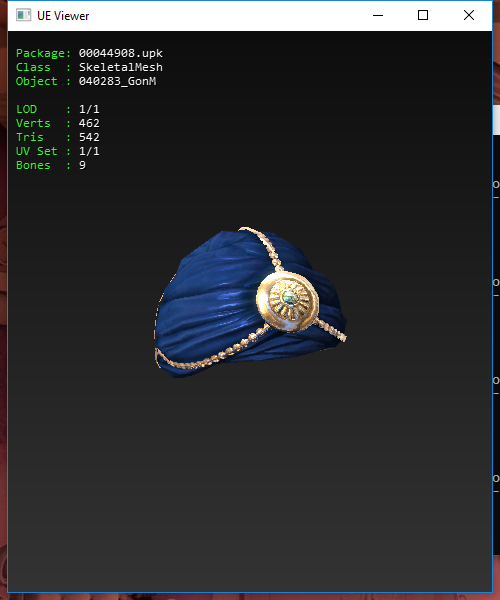 UE Viewer
Package: 00044908.upk
Class : SkeletalMesh
Object : 040283_GonM
LOD : 1/1
Verts : 462
Tris : 542
UV Set : 1/1
Bones : 9